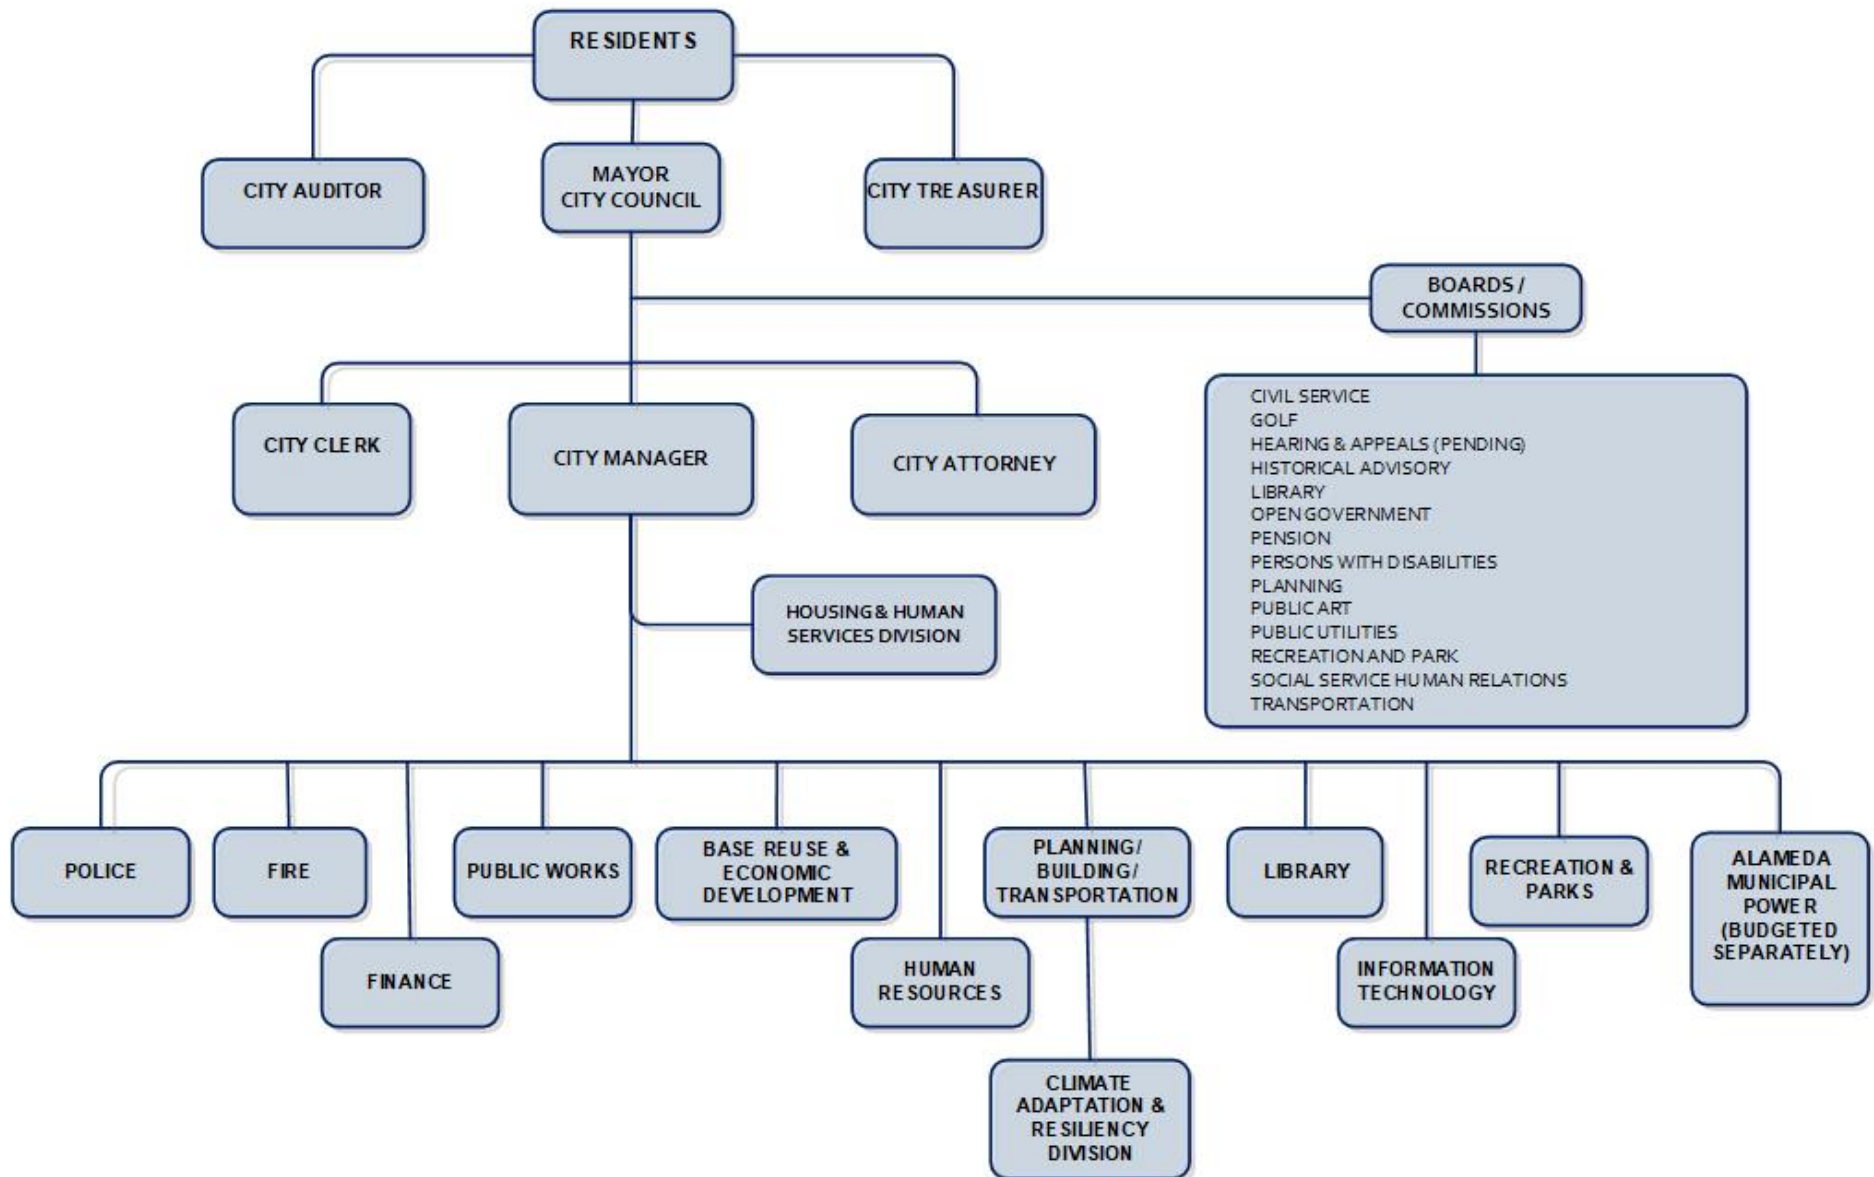 RESIDENTS
CITY AUDITOR
MAYOR
CITY COUNCIL
CITY TREASURER
BOARDS /
COMMISSIONS
CIVIL SERVICE
GOLF
HEARING & APPEALS (PENDING)
HISTORICAL ADVISORY
LIBRARY
OPEN GOVERNMENT
PENSION
PERSONS WITH DISABILITIES
PLANNING
PUBLIC ART
PUBLIC UTILITIES
RECREATION AND PARK
SOCIAL SERVICE HUMAN RELATIONS
TRANSPORTATION
CITY CLERK
CITY MANAGER
CITY ATTORNEY
HOUSING & HUMAN
SERVICES DIVISION
POLICE
FIRE
FINANCE
PUBLIC WORKS
BASE REUSE &
ECONOMIC
DEVELOPMENT
HUMAN
RESOURCES
PLANNING/
BUILDING/
TRANSPORTATION
CLIMATE
ADAPTATION &
RESILIENCY
DIVISION
LIBRARY
INFORMATION
TECHNOLOGY
RECREATION &
PARKS
ALAMEDA
MUNICIPAL
POWER
(BUDGETED
SEPARATELY)